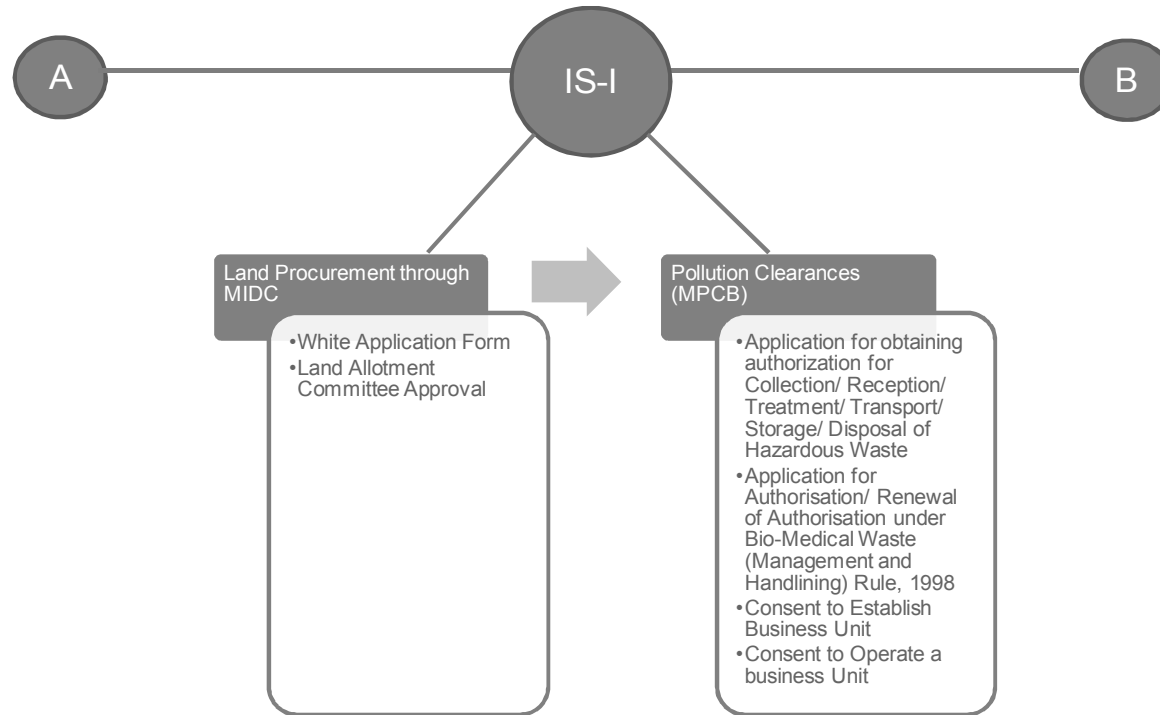 A
IS-I
B
Land Procurement through
MIDC
•White Application Form
•Land Allotment
Committee Approval
Pollution Clearances
(MPCB)
•Application for obtaining
authorization for
Collection/ Reception/
Treatment/ Transport/
Storage/ Disposal of
Hazardous Waste
•Application for
Authorisation/ Renewal
of Authorisation under
Bio-Medical Waste
(Management and
Handlining) Rule, 1998
•Consent to Establish
Business Unit
•Consent to Operate a
business Unit